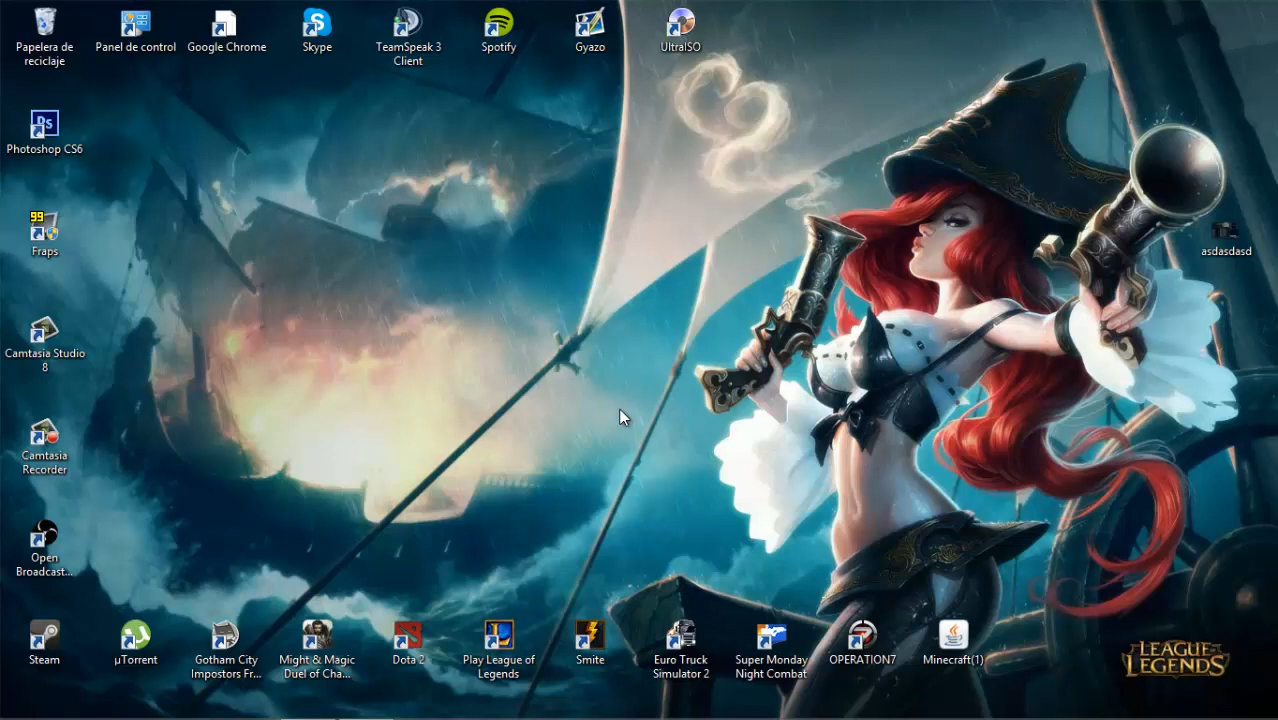 Papelera de
reciclaje
Panel de control
Google Chrome
Skype
TeamSpeak 3
Client
Spotify
Gyazo
UltraISO
Ps
Photoshop CS6
99
Fraps
asdasdasd
Camtasia Studio
8
Camtasia
Recorder
Open
Broadcast...
Steam
µTorrent
Gotham City
Impostors Fr...
Might & Magic
Duel of Cha...
Dota 2
Play League of
Legends
Smite
Euro Truck
Simulator 2
Super Monday
Night Combat
OPERATION7
Minecraft(1)
LEAGUE OF
LEGENDS